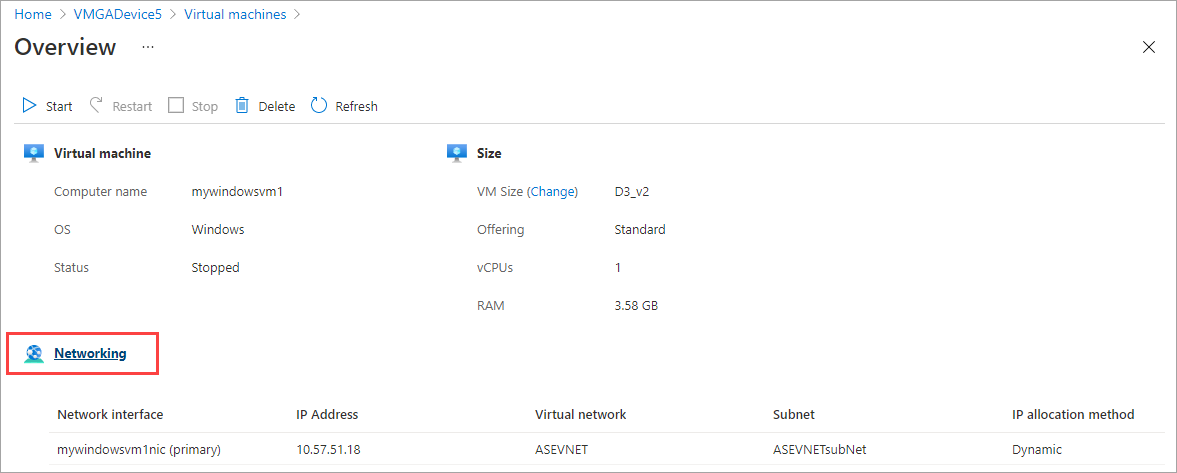 Home > VMGADevice5 > Virtual machines >
Overview ...
Start Restart Stop Delete Refresh
Virtual machine Size
Computer name mywindowsvm1 VM Size (Change) D3_v2
OS Windows Offering Standard
Status Stopped vCPUs 1
RAM 3.58 GB
Networking
Network interface IP Address Virtual network Subnet IP allocation method
mywindowsvm1nic (primary) 10.57.51.18 ASEVNET ASEVNETsubNet Dynamic